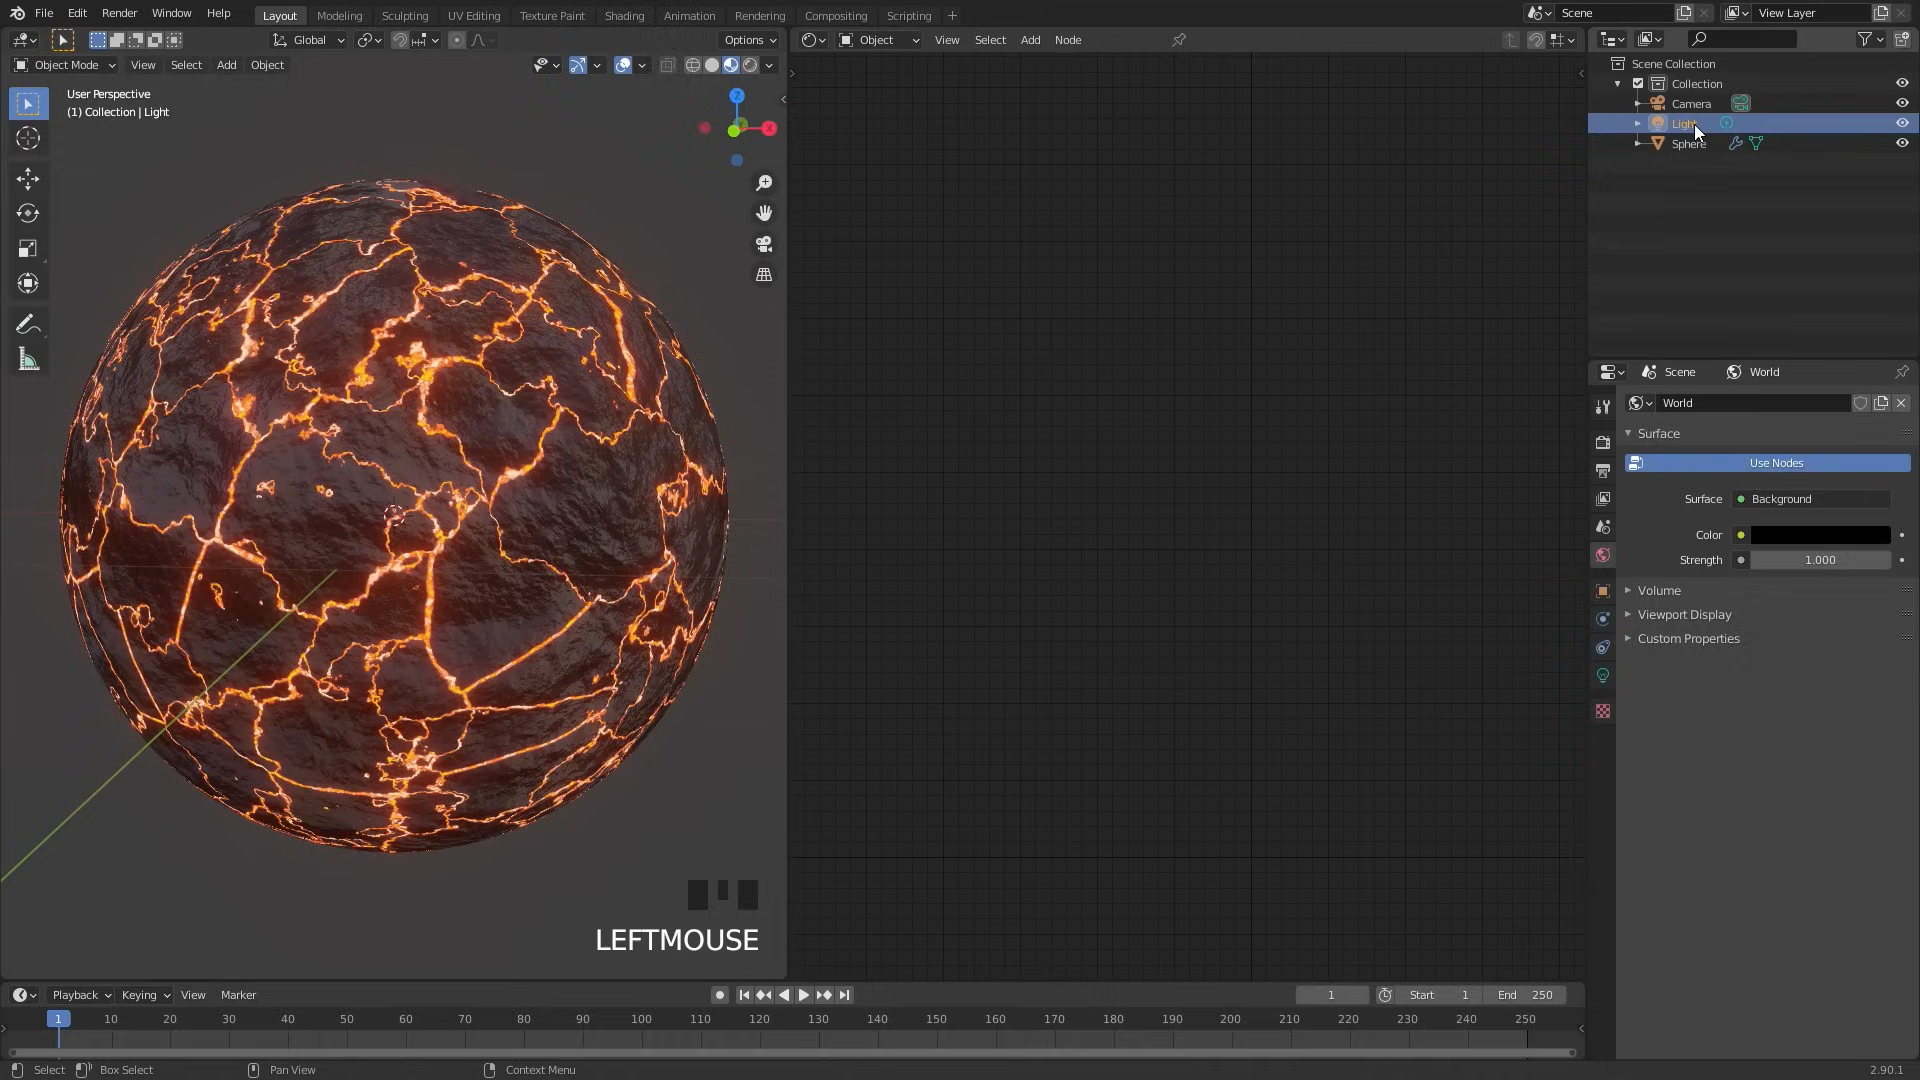 File Edit Render Window Help Layout Modeling Sculpting UV Editing Texture Paint Shading Animation Rendering Compositing Scripting + Scene View Layer
Global Options Object View Select Add Node
Object Mode View Select Add Object
User Perspective
(1) Collection | Light
Z
X
Scene Collection
Collection
Camera
Light
Sphere
Scene World
World
Surface
Use Nodes
Surface Background
Color
Strength 1.000
Volume
Viewport Display
Custom Properties
LEFTMOUSE
Playback Keying View Marker 1 Start 1 End 250
1 10 20 30 40 50 60 70 80 90 100 110 120 130 140 150 160 170 180 190 200 210 220 230 240 250
Select Box Select Pan View Context Menu 2.90.1